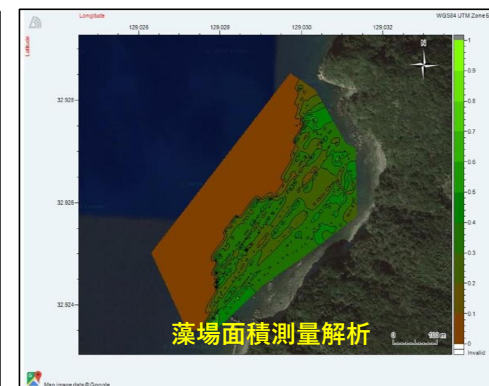 Longitude
WGS84 UTM Zone 5
129.026 129.028 129.030 129.032
Latitude
N
32.928
32.926
32.924
1
0.9
0.8
0.7
0.6
0.5
0.4
0.3
0.2
0.1
0
Invalid
藻場面積測量解析
Map image data © Google